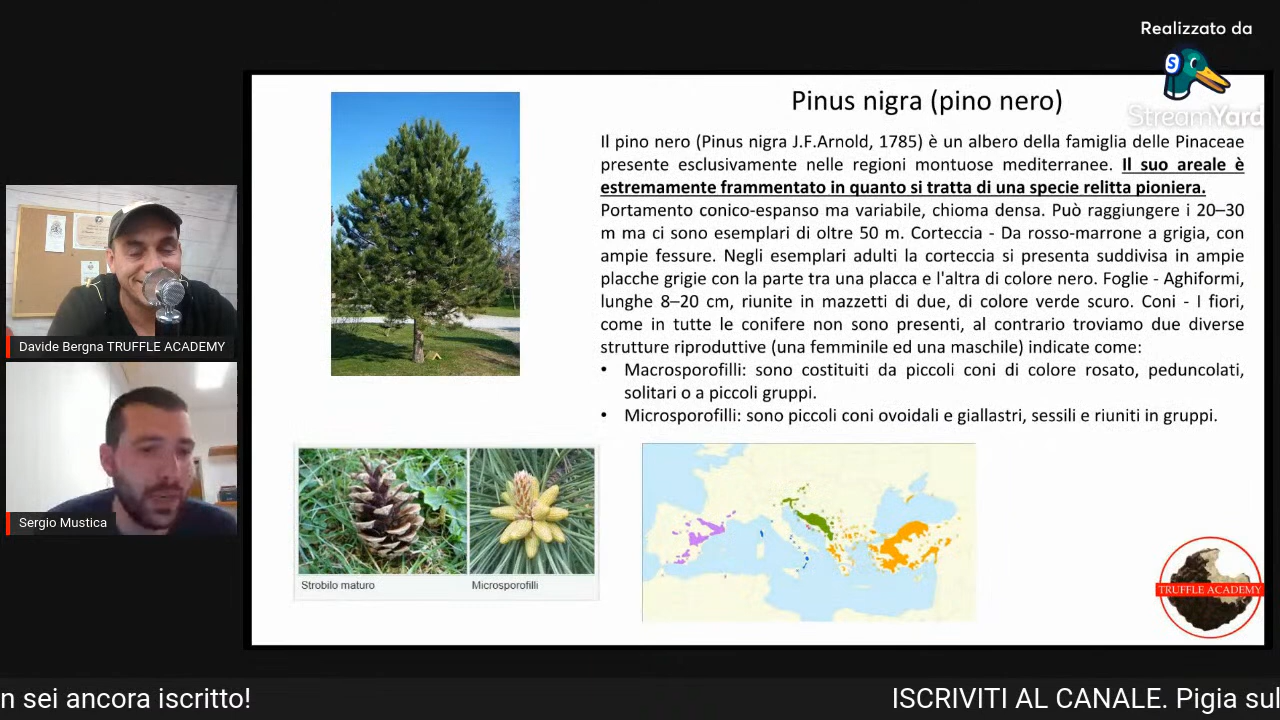 Realizzato da
StreamYard
Pinus nigra (pino nero)
Il pino nero (Pinus nigra J.F.Arnold, 1785) è un albero della famiglia delle Pinaceae
presente esclusivamente nelle regioni montuose mediterranee. Il suo areale è
estremamente frammentato in quanto si tratta di una specie relitta pioniera.
Portamento conico-espanso ma variabile, chioma densa. Può raggiungere i 20–30
m ma ci sono esemplari di oltre 50 m. Corteccia - Da rosso-marrone a grigia, con
ampie fessure. Negli esemplari adulti la corteccia si presenta suddivisa in ampie
placche grigie con la parte tra una placca e l'altra di colore nero. Foglie - Aghiformi,
lunghe 8–20 cm, riunite in mazzetti di due, di colore verde scuro. Coni - I fiori,
come in tutte le conifere non sono presenti, al contrario troviamo due diverse
strutture riproduttive (una femminile ed una maschile) indicate come:
• Macrosporofilli: sono costituiti da piccoli coni di colore rosato, peduncolati,
solitari o a piccoli gruppi.
• Microsporofilli: sono piccoli coni ovoidali e giallastri, sessili e riuniti in gruppi.
Davide Bergna TRUFFLE ACADEMY
Sergio Mustica
Strobilo maturo
Microsporofilli
TRUFFLE ACADEMY
n sei ancora iscritto!
ISCRIVITI AL CANALE. Pigia sul